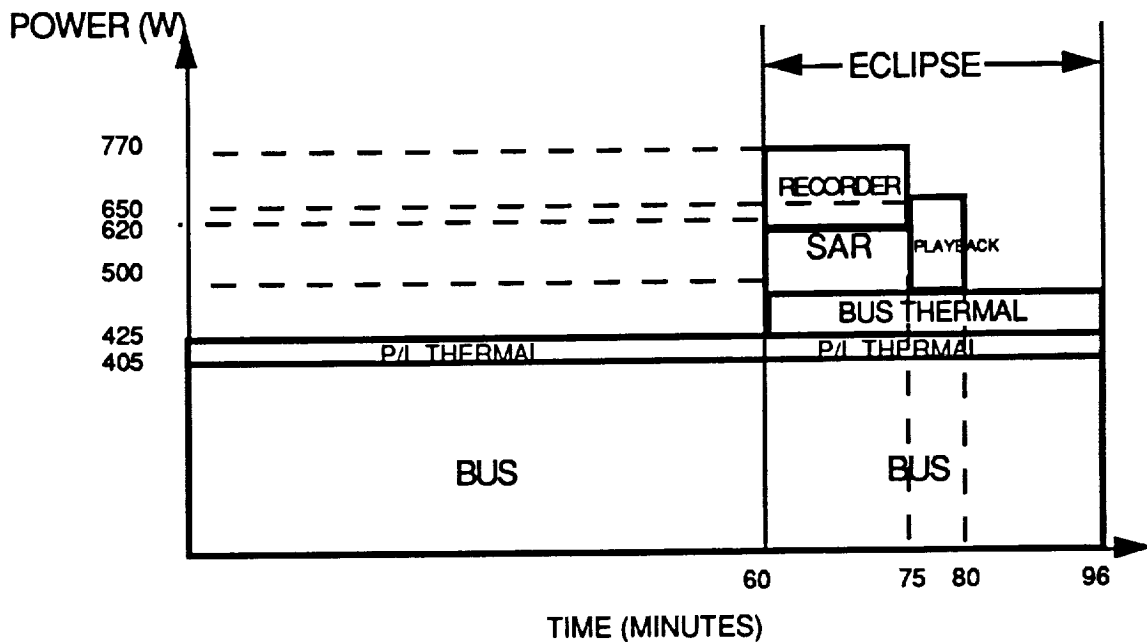 POWER (W)
ECLIPSE
770
RECORDER
650
620
SAR
PLAYBACK
500
BUS THERMAL
425
P/L THERMAL
P/L THERMAL
405
BUS
BUS
60
75
80
96
TIME (MINUTES)